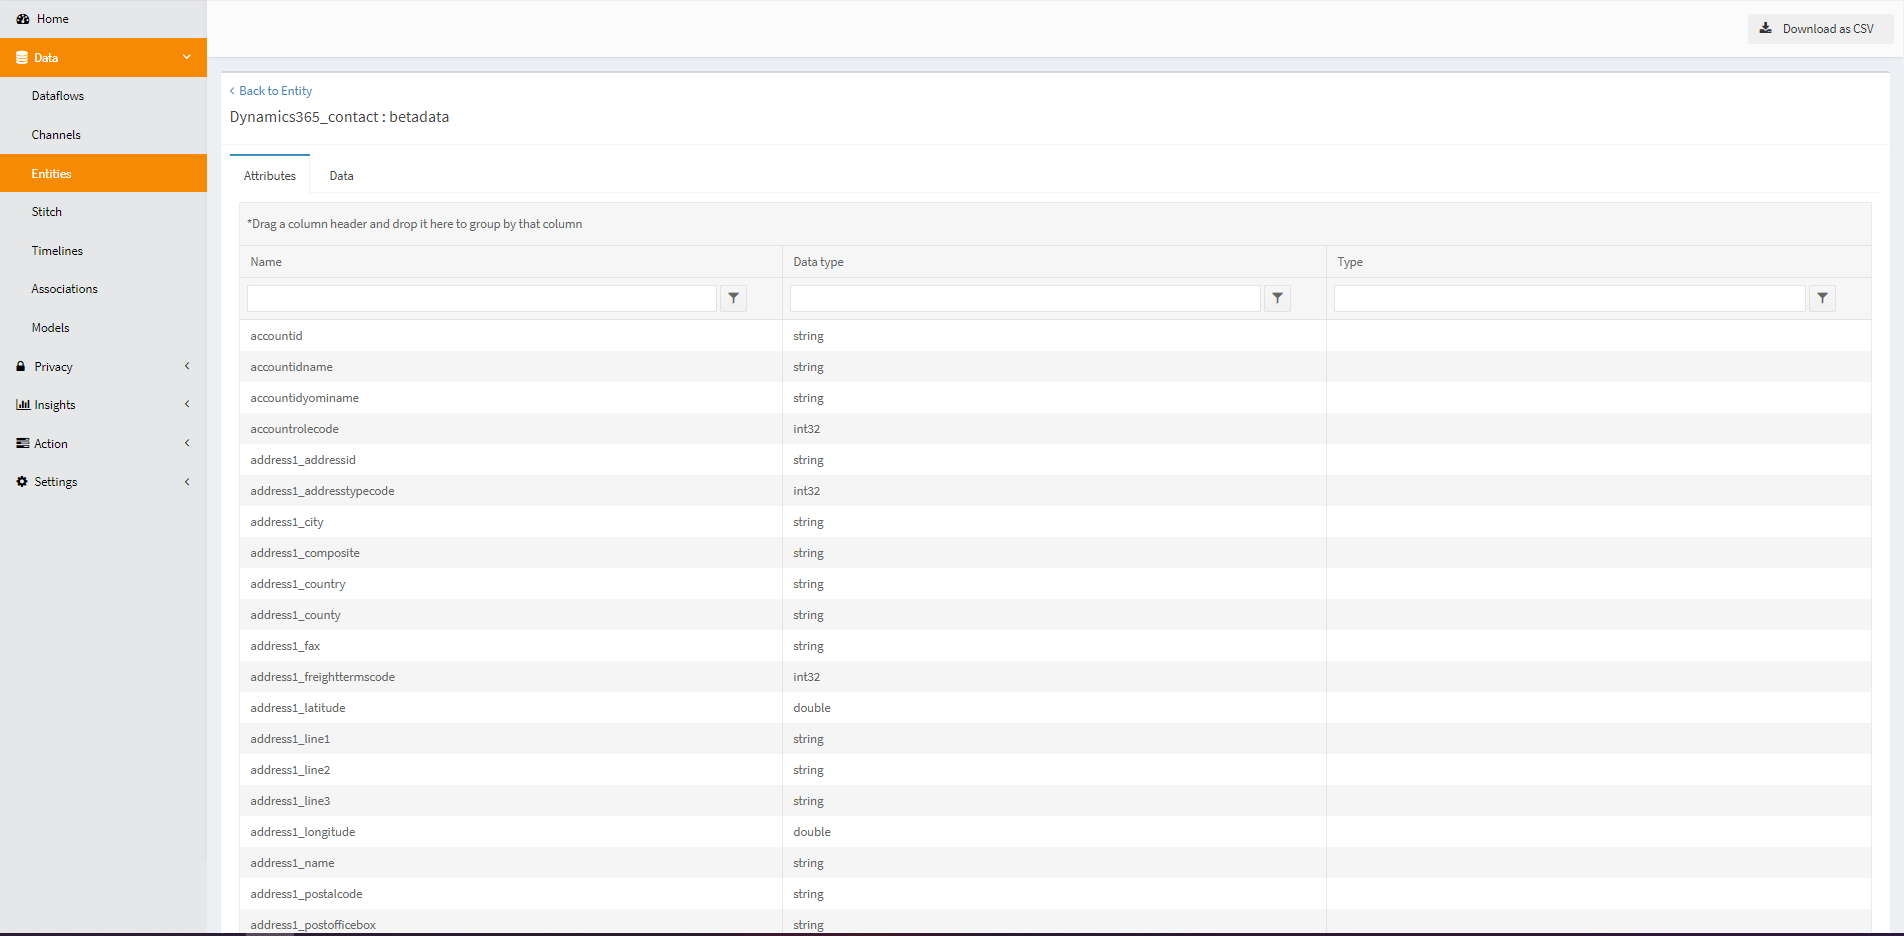 Home
Download as CSV
Data
Dataflows
Channels
Entities
Stitch
Timelines
Associations
Models
Privacy
Insights
Action
Settings
Back to Entity
Dynamics365_contact : betadata
Attributes Data
*Drag a column header and drop it here to group by that column
Name Data type Type
accountid string
accountidname string
accountidyominame string
accountrolecode int32
address1_addressid string
address1_addresstypecode int32
address1_city string
address1_composite string
address1_country string
address1_county string
address1_fax string
address1_freighttermscode int32
address1_latitude double
address1_line1 string
address1_line2 string
address1_line3 string
address1_longitude double
address1_name string
address1_postalcode string
address1_postofficebox string